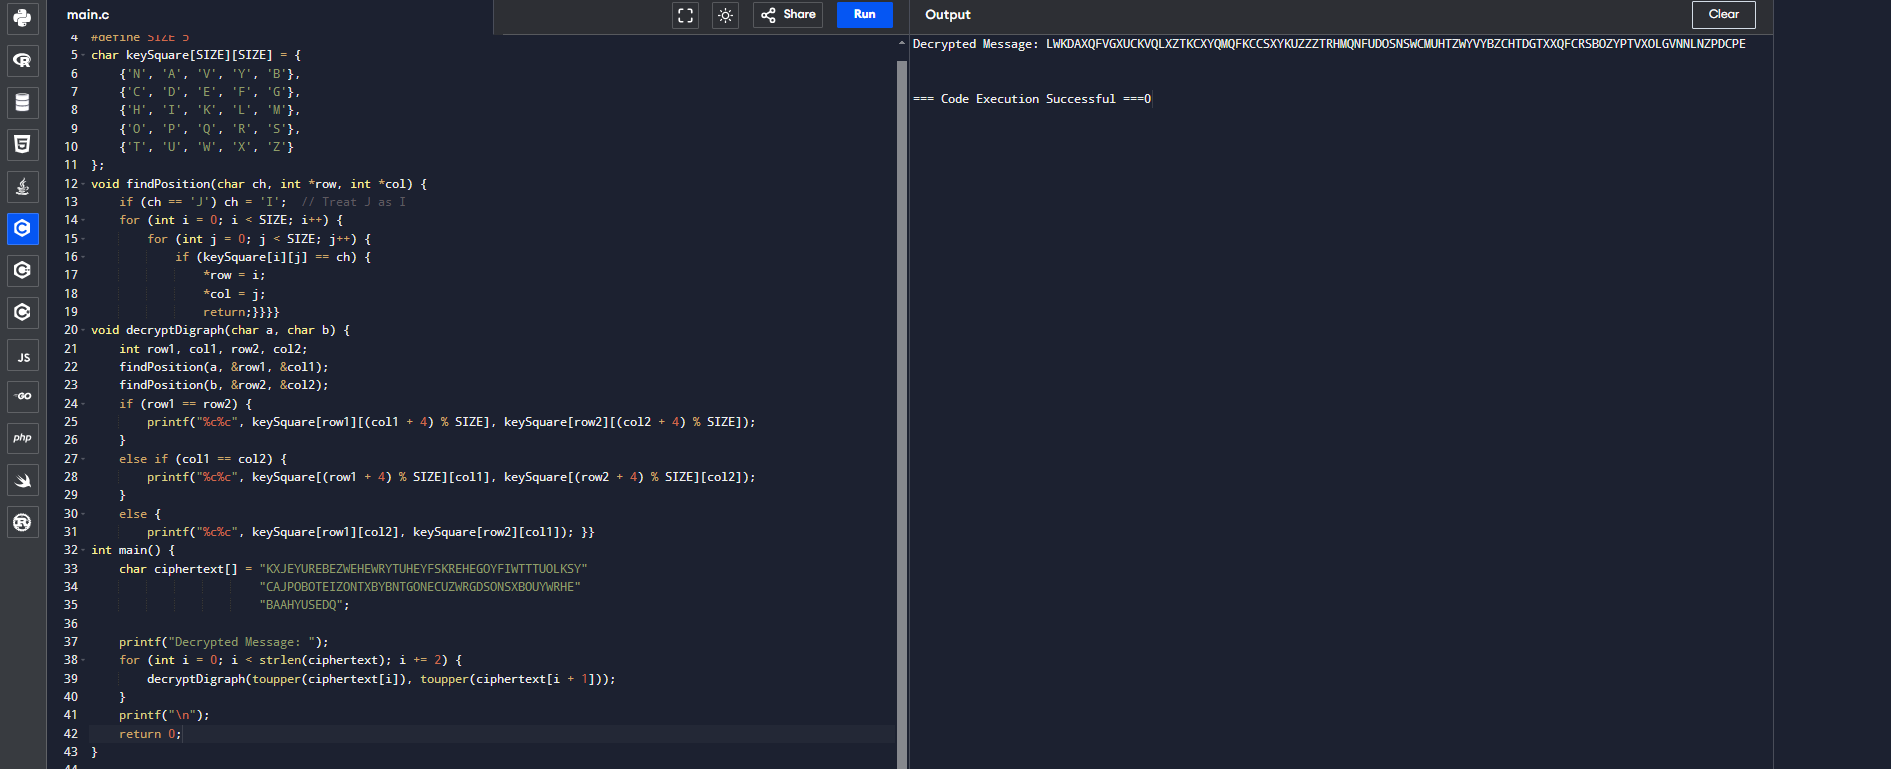 main.c
Share
Run
Output
Clear
4 #define SIZE 5
5 char keySquare[SIZE][SIZE] = {
6 {'N', 'A', 'V', 'Y', 'B'},
7 {'C', 'D', 'E', 'F', 'G'},
8 {'H', 'I', 'K', 'L', 'M'},
9 {'O', 'P', 'Q', 'R', 'S'},
10 {'T', 'U', 'W', 'X', 'Z'}
11 };
12 void findPosition(char ch, int *row, int *col) {
13 if (ch == 'J') ch = 'I'; // Treat J as I
14 for (int i = 0; i < SIZE; i++) {
15 for (int j = 0; j < SIZE; j++) {
16 if (keySquare[i][j] == ch) {
17 *row = i;
18 *col = j;
19 return;}}}}
20 void decryptDigraph(char a, char b) {
21 int row1, col1, row2, col2;
22 findPosition(a, &row1, &col1);
23 findPosition(b, &row2, &col2);
24 if (row1 == row2) {
25 printf("%c%c", keySquare[row1][(col1 + 4) % SIZE], keySquare[row2][(col2 + 4) % SIZE]);
26 }
27 else if (col1 == col2) {
28 printf("%c%c", keySquare[(row1 + 4) % SIZE][col1], keySquare[(row2 + 4) % SIZE][col2]);
29 }
30 else {
31 printf("%c%c", keySquare[row1][col2], keySquare[row2][col1]); }}
32 int main() {
33 char ciphertext[] = "KXJEYUREBEZWEHEWRYTUHEYFSKREHEGOYFIWTTTUOLKSY"
34 "CAJPOBOTEIZONTXBYBNTGONECUZWRGDSONSXBOUYWRHE"
35 "BAAHYUSEDQ";
36
37 printf("Decrypted Message: ");
38 for (int i = 0; i < strlen(ciphertext); i += 2) {
39 decryptDigraph(toupper(ciphertext[i]), toupper(ciphertext[i + 1]));
40 }
41 printf("\n");
42 return 0;
43 }
44
JS
GO
php
Decrypted Message: LWKDAXQFVGXUCKVQLXZTKCXYQMQFKCCSXYKUZZZTRHMQNFUDOSNSWCMUHTZWYVYBZCHTDGTXXQFCRSBOZYPTVXOLGVNNLNZPDCPE
=== Code Execution Successful ===0